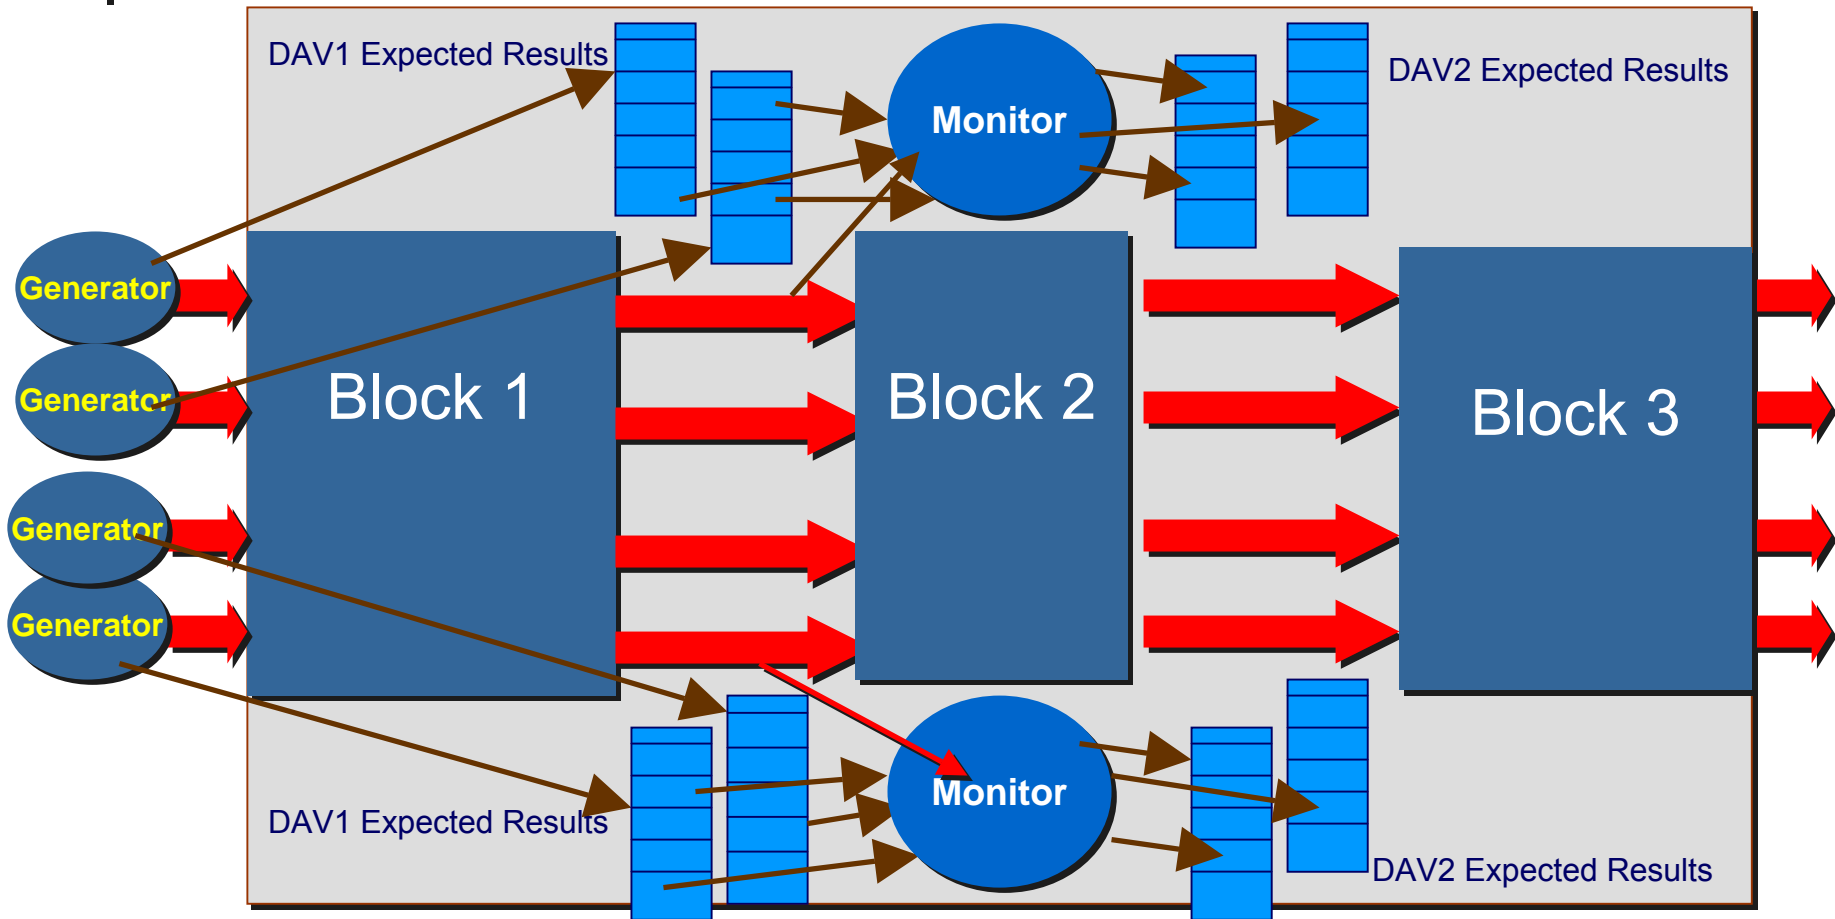 DAV1 Expected Results
Monitor
DAV2 Expected Results
Generator
Generator
Generator
Generator
Block 1
Block 2
Block 3
DAV1 Expected Results
Monitor
DAV2 Expected Results